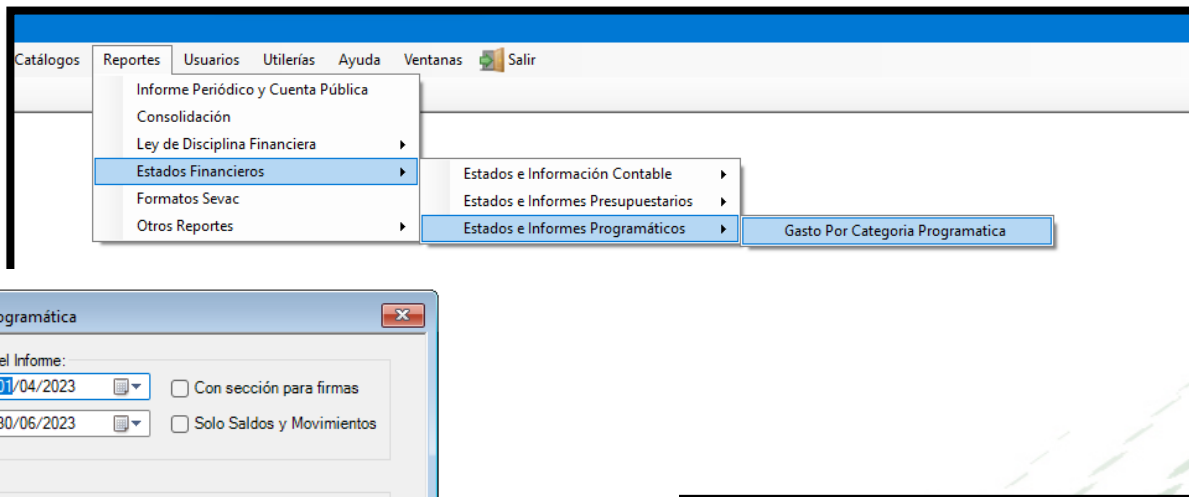 Catálogos Reportes Usuarios Utilerías Ayuda Ventanas Salir
Informe Periódico y Cuenta Pública
Consolidación
Ley de Disciplina Financiera
Estados Financieros
Formatos Sevac
Otros Reportes
Estados e Información Contable
Estados e Informes Presupuestarios
Estados e Informes Programáticos
Gasto Por Categoria Programatica
ogramática
el Informe:
01/04/2023 Con sección para firmas
30/06/2023 Solo Saldos y Movimientos